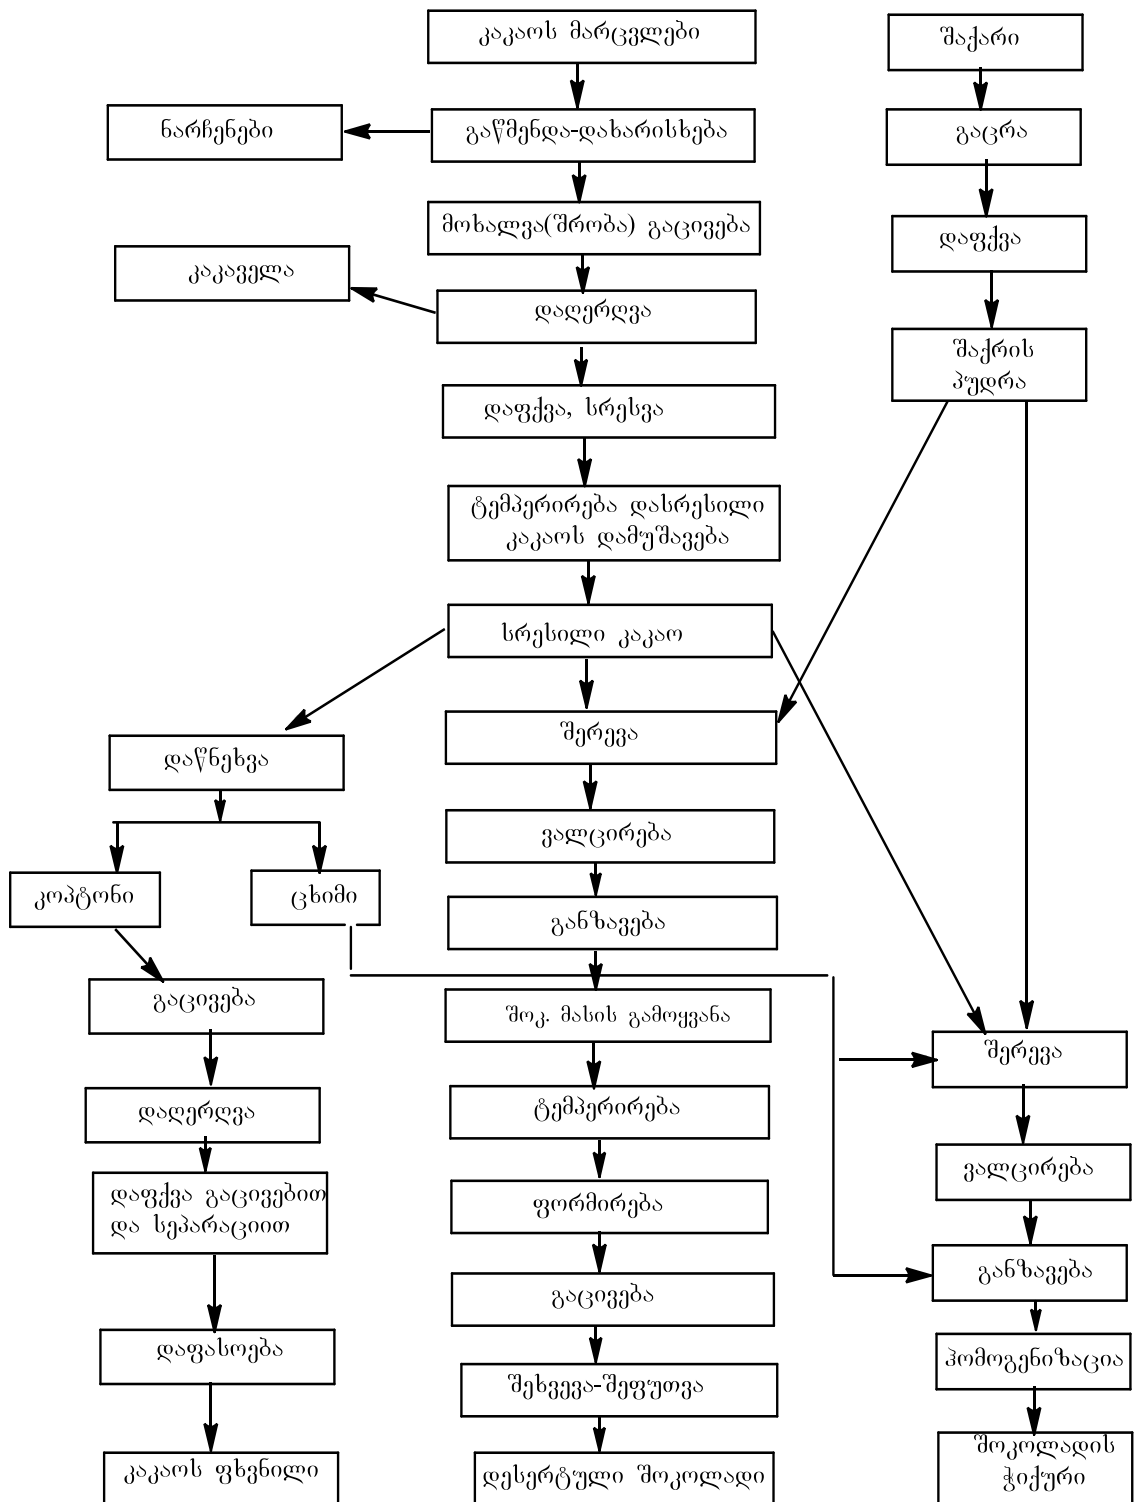 კაკაოს მარცვლები
შაქარი
ნარჩენები
გაწმენდა-დახარისხება
გაცრა
მოხალვა(შრობა) გაცივება
დაფქვა
კაკაველა
დაღერღვა
შაქრის
პუდრა
დაფქვა, სრესვა
ტემპერირება დასრესილი
კაკაოს დამუშავება
სრესილი კაკაო
შერევა
დაწნეხვა
ვალცირება
კოპტონი
ცხიმი
განზავება
გაცივება
შოკ. მასის გამოყვანა
შერევა
დაღერღვა
ტემპერირება
ვალცირება
დაფქვა გაცივებით
და სეპარაციით
ფორმირება
განზავება
გაცივება
დაფასოება
ჰომოგენიზაცია
შეხვევა-შეფუთვა
კაკაოს ფხვნილი
დესერტული შოკოლადი
შოკოლადის
ჭიქური